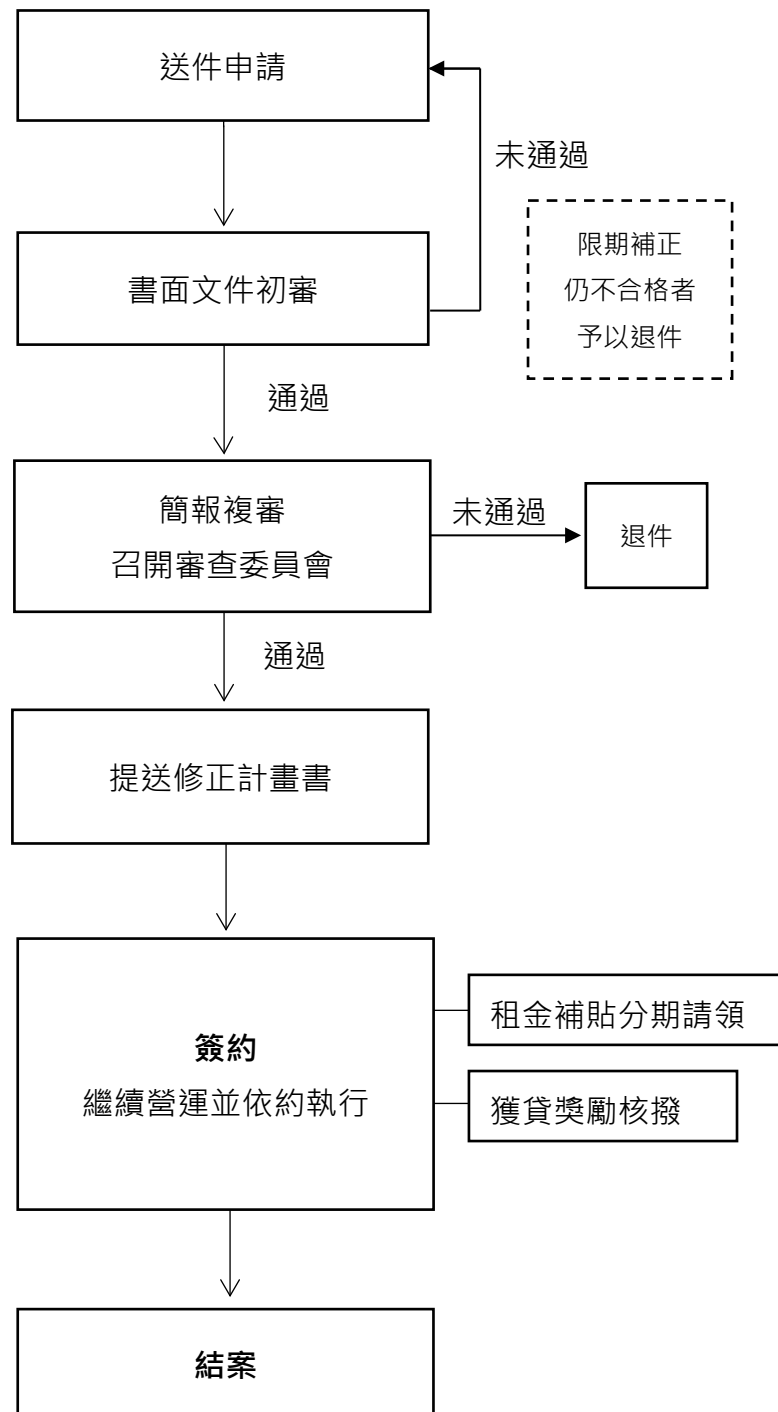 送件申請
未通過
書面文件初審
限期補正
仍不合格者
予以退件
通過
簡報複審
召開審查委員會
未通過
退件
通過
提送修正計畫書
簽約
繼續營運並依約執行
租金補貼分期請領
獲貸獎勵核撥
結案